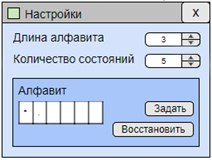 Настройки X
Длина алфавита 3
Количество состояний 5
Алфавит
- .
Задать
Восстановить